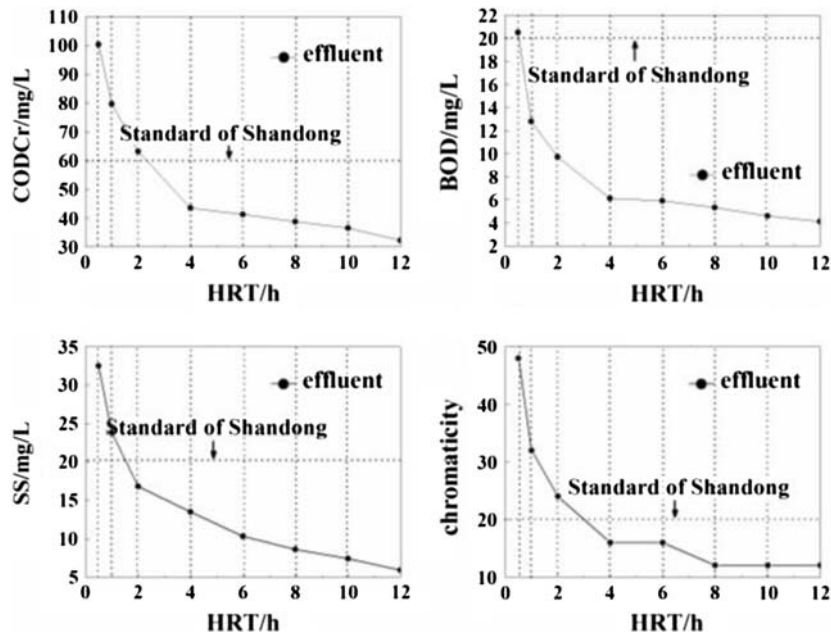 110
100
90
80
70
60
50
40
30
CODCr/mg/L
effluent
Standard of Shandong
0 2 4 6 8 10 12
HRT/h
22
20
18
16
14
12
10
8
6
4
2
BOD/mg/L
Standard of Shandong
effluent
0 2 4 6 8 10 12
HRT/h
35
30
25
20
15
10
5
SS/mg/L
effluent
Standard of Shandong
0 2 4 6 8 10 12
HRT/h
50
40
30
20
10
chromaticity
effluent
Standard of Shandong
0 2 4 6 8 10 12
HRT/h